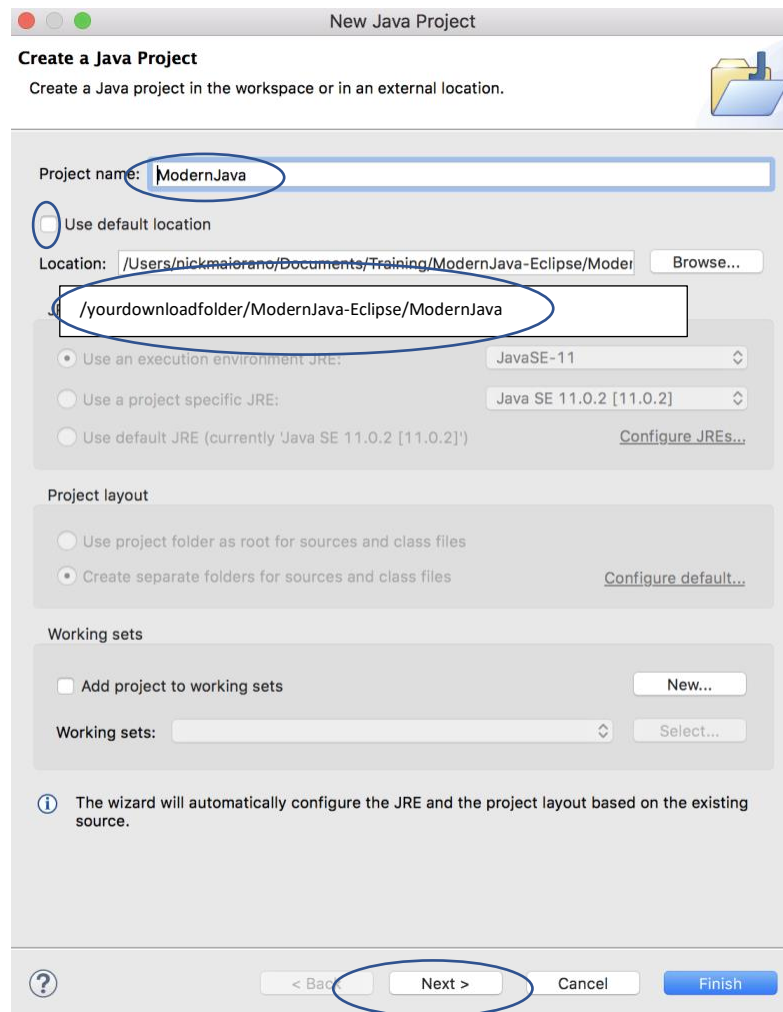 New Java Project
Create a Java Project
Create a Java project in the workspace or in an external location.
Project name: ModernJava
Use default location
Location: /Users/nickmaiorano/Documents/Training/ModernJava-Eclipse/Moder Browse...
/yourdownloadfolder/ModernJava-Eclipse/ModernJava
Use an execution environment JRE: JavaSE-11
Use a project specific JRE: Java SE 11.0.2 [11.0.2]
Use default JRE (currently 'Java SE 11.0.2 [11.0.2]') Configure JREs...
Project layout
Use project folder as root for sources and class files
Create separate folders for sources and class files Configure default...
Working sets
Add project to working sets New...
Working sets: Select...
The wizard will automatically configure the JRE and the project layout based on the existing
source.
? < Back Next > Cancel Finish